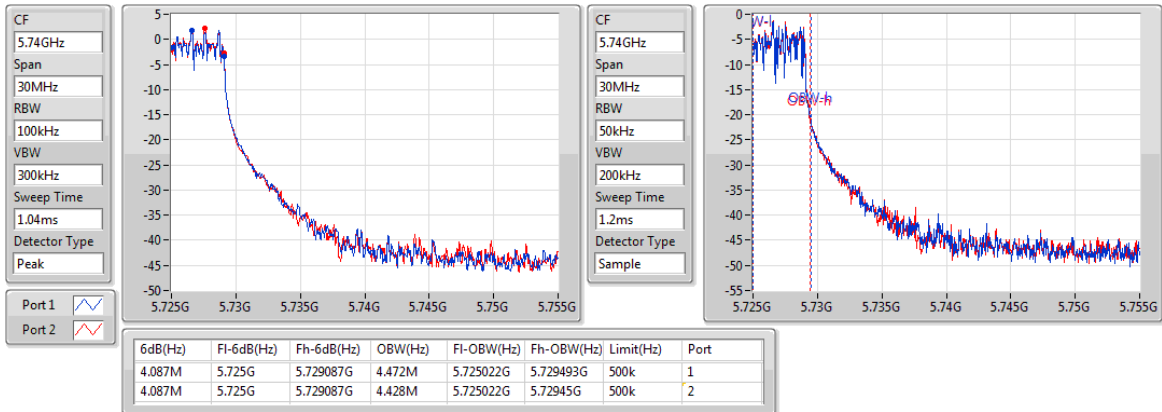 CF
5.74GHz
Span
30MHz
RBW
100kHz
VBW
300kHz
Sweep Time
1.04ms
Detector Type
Peak
Port 1
Port 2
5
0
-5
-10
-15
-20
-25
-30
-35
-40
-45
-50
5.725G 5.73G 5.735G 5.74G 5.745G 5.75G 5.755G
CF
5.74GHz
Span
30MHz
RBW
50kHz
VBW
200kHz
Sweep Time
1.2ms
Detector Type
Sample
0
-5
-10
-15
-20
-25
-30
-35
-40
-45
-50
-55
OBW-h
5.725G 5.73G 5.735G 5.74G 5.745G 5.75G 5.755G
6dB(Hz) Fl-6dB(Hz) Fh-6dB(Hz) OBW(Hz) Fl-OBW(Hz) Fh-OBW(Hz) Limit(Hz) Port
4.087M 5.725G 5.729087G 4.472M 5.725022G 5.729493G 500k 1
4.087M 5.725G 5.729087G 4.428M 5.725022G 5.72945G 500k 2